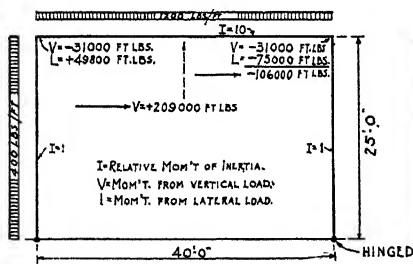 1200 LBS/FT
I=10
V=-31000 FT LBS.
L=+49800 FT.LBS.
V=-31000 FT LBS.
L=-75000 FT.LBS
-106000 FT LBS
V=+209000 FT LBS
400 LBS/FT
I=1
I=1
25'-0"
I=RELATIVE MOM'T OF INERTIA.
V=MOM'T. FROM VERTICAL LOAD.
L=MOM'T. FROM LATERAL LOAD.
40'-0"
HINGED